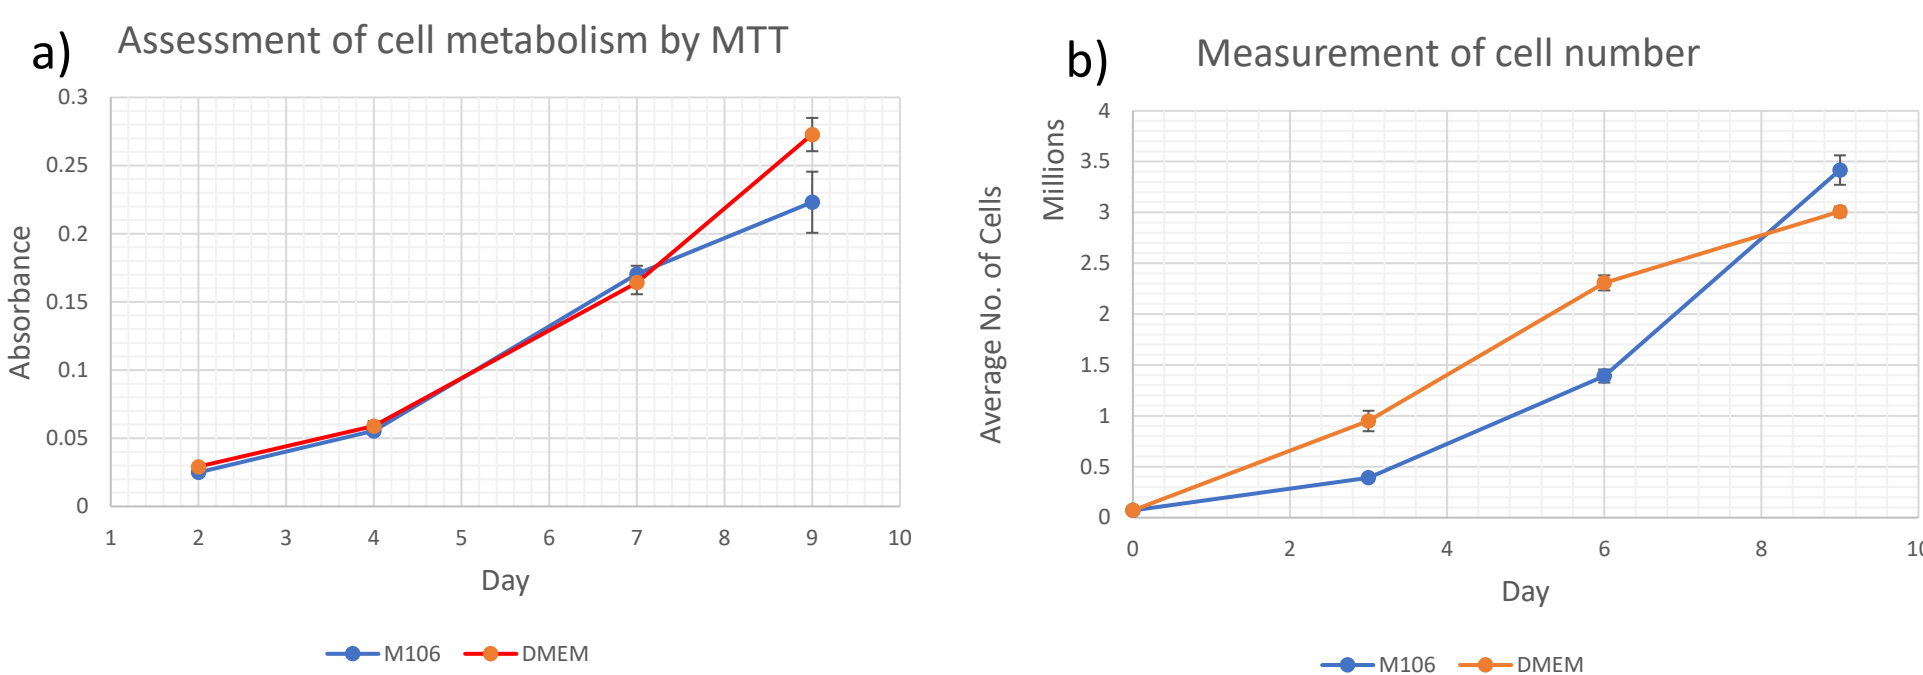 a)
Assessment of cell metabolism by MTT
0.3
0.25
0.2
0.15
0.1
0.05
0
Absorbance
1 2 3 4 5 6 7 8 9 10
Day
M106 DMEM
b)
Measurement of cell number
Average No. of Cells
Millions
4
3.5
3
2.5
2
1.5
1
0.5
0
0 2 4 6 8 10
Day
M106 DMEM